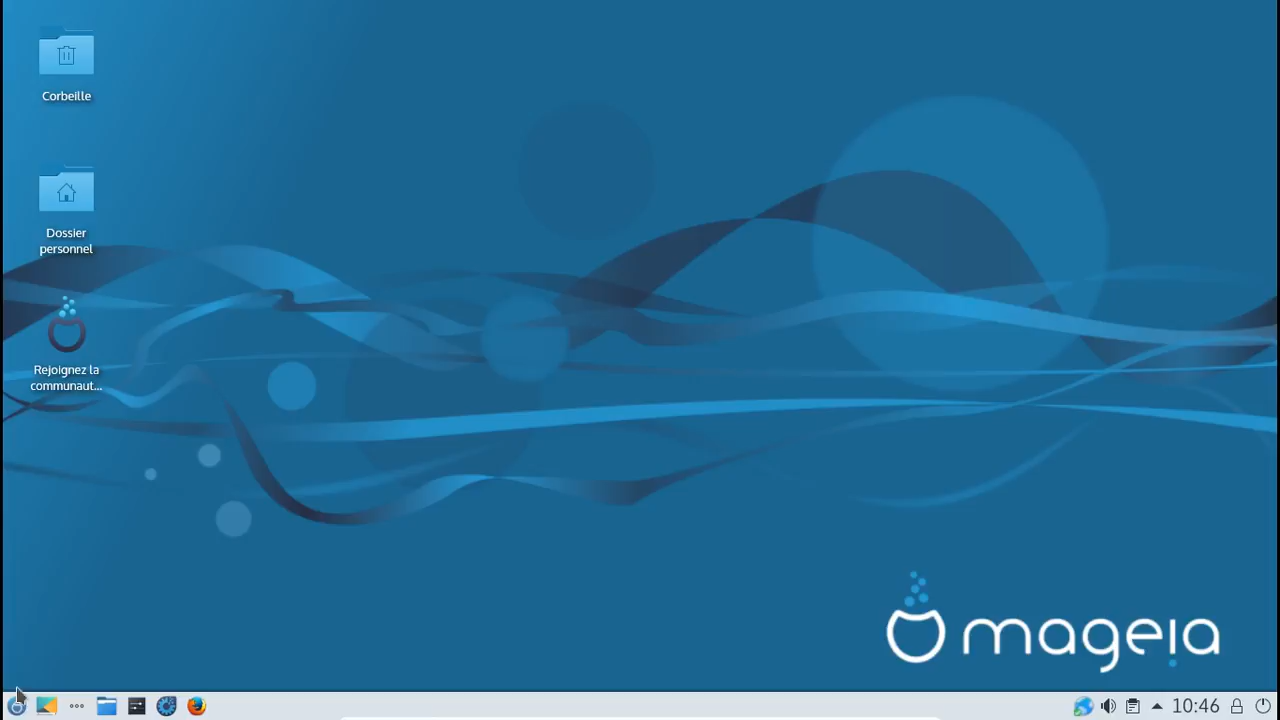 Corbeille
Dossier
personnel
Rejoignez la
communaut...
mageia
10:46